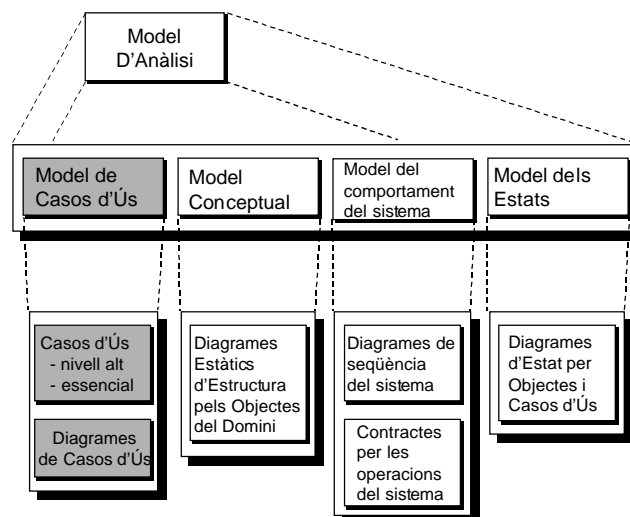 Model
D'Anàlisi
Model de
Casos d'Ús
Model
Conceptual
Model del
comportament
del sistema
Model dels
Estats
Casos d'Ús
- nivell alt
- essencial
Diagrames
de Casos d'Ús
Diagrames
Estàtics
d'Estructura
pels Objectes
del Domini
Diagrames de
seqüència
del sistema
Contractes
per les
operacions
del sistema
Diagrames
d'Estat per
Objectes i
Casos d'Ús